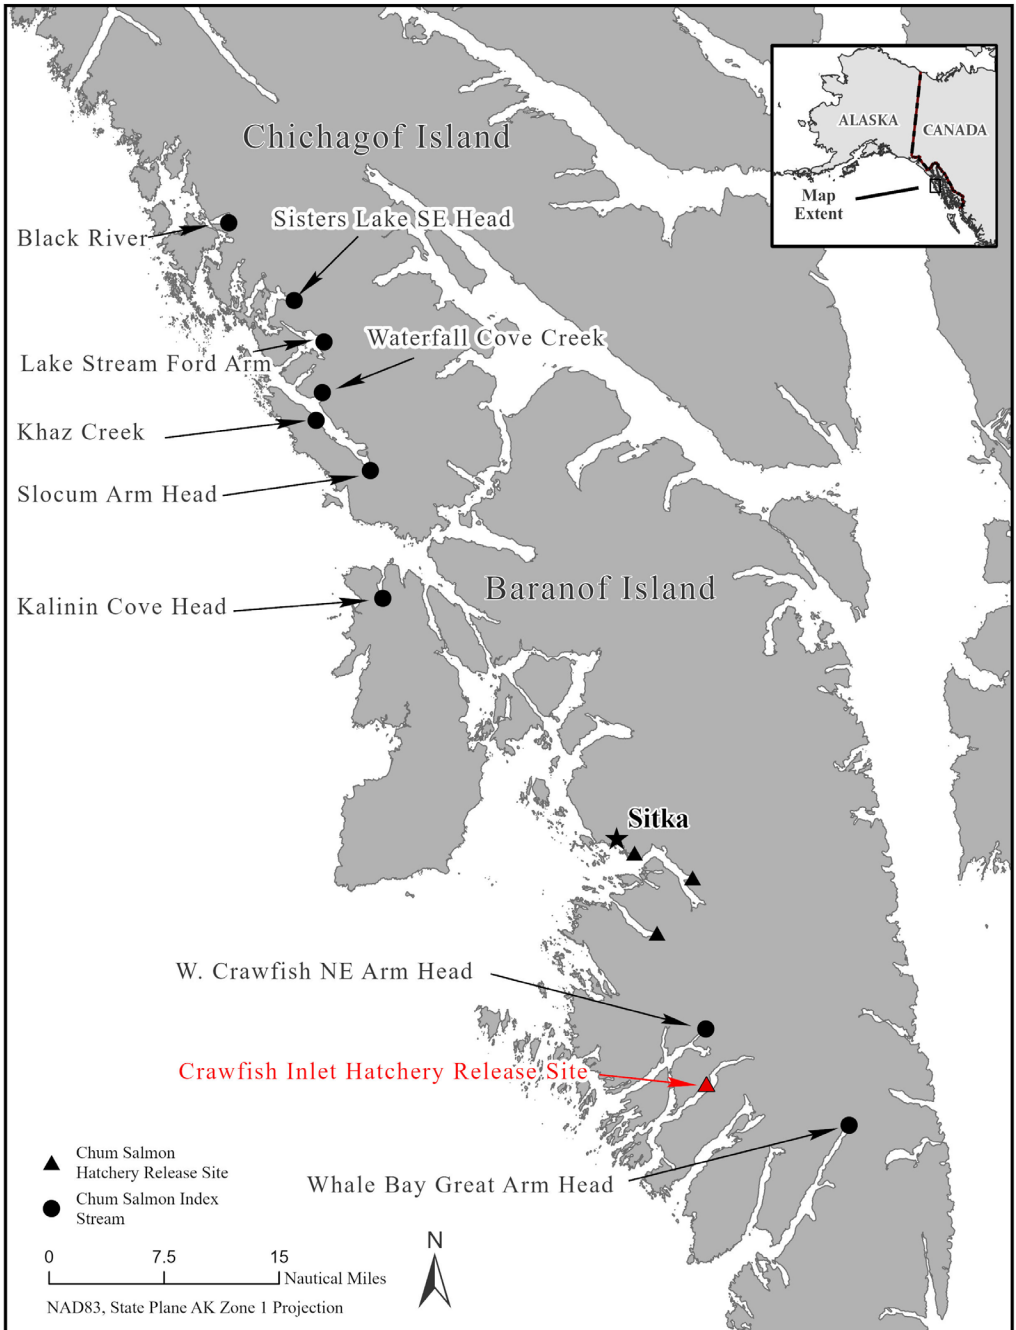 Chichagof Island
ALASKA
CANADA
Map
Extent
Sisters Lake SE Head
Black River
Waterfall Cove Creek
Lake Stream Ford Arm
Khaz Creek
Slocum Arm Head
Baranof Island
Kalinin Cove Head
Sitka
W. Crawfish NE Arm Head
Crawfish Inlet Hatchery Release Site
Whale Bay Great Arm Head
Chum Salmon
Hatchery Release Site
Chum Salmon Index
Stream
N
0 7.5 15
Nautical Miles
NAD83, State Plane AK Zone 1 Projection